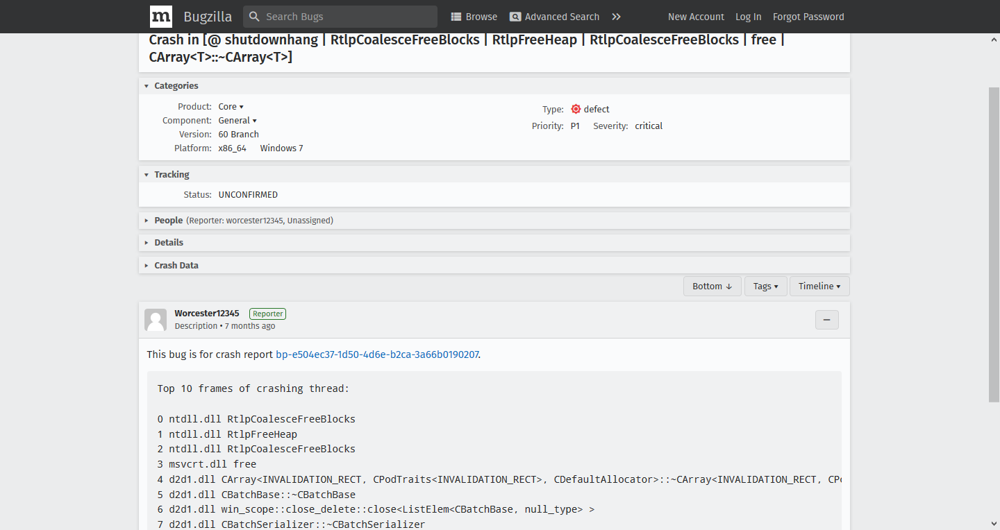 m Bugzilla Search Bugs Browse Advanced Search New Account Log In Forgot Password
Crash in [@ shutdownhang | RtlpCoalesceFreeBlocks | RtlpFreeHeap | RtlpCoalesceFreeBlocks | free |
CArray<T>::~CArray<T>]
Categories
Product: Core
Component: General
Version: 60 Branch
Platform: x86_64 Windows 7
Type: defect
Priority: P1 Severity: critical
Tracking
Status: UNCONFIRMED
People (Reporter: worcester12345, Unassigned)
Details
Crash Data
Bottom ↓ Tags ▾ Timeline ▾
Worcester12345 Reporter
Description • 7 months ago
This bug is for crash report bp-e504ec37-1d50-4d6e-b2ca-3a66b0190207.
Top 10 frames of crashing thread:
0 ntdll.dll RtlpCoalesceFreeBlocks
1 ntdll.dll RtlpFreeHeap
2 ntdll.dll RtlpCoalesceFreeBlocks
3 msvcrt.dll free
4 d2d1.dll CArray<INVALIDATION_RECT, CPodTraits<INVALIDATION_RECT>, CDefaultAllocator>::~CArray<INVALIDATION_RECT,
5 d2d1.dll CBatchBase::~CBatchBase
6 d2d1.dll win_scope::close_delete::close<ListElem<CBatchBase, null_type> >
7 d2d1.dll CBatchSerializer::~CBatchSerializer